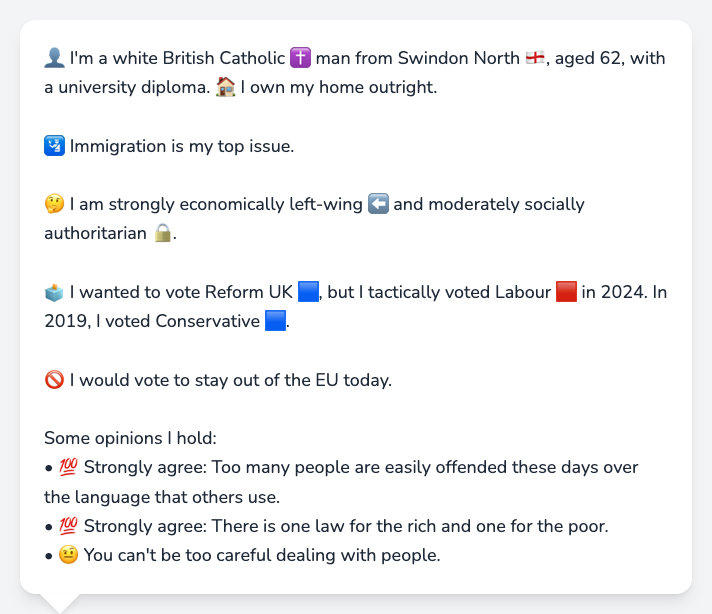 👤 I'm a white British Catholic ✝️ man from Swindon North 🏴󠁧󠁢󠁥󠁮󠁧󠁿, aged 62, with
a university diploma. 🏠 I own my home outright.
🛂 Immigration is my top issue.
🤔 I am strongly economically left-wing ⬅️ and moderately socially
authoritarian 🔒.
🗳️ I wanted to vote Reform UK 🟦, but I tactically voted Labour 🟥 in 2024. In
2019, I voted Conservative 🟦.
🚫 I would vote to stay out of the EU today.
Some opinions I hold:
• 💯 Strongly agree: Too many people are easily offended these days over
the language that others use.
• 💯 Strongly agree: There is one law for the rich and one for the poor.
• 🤨 You can't be too careful dealing with people.